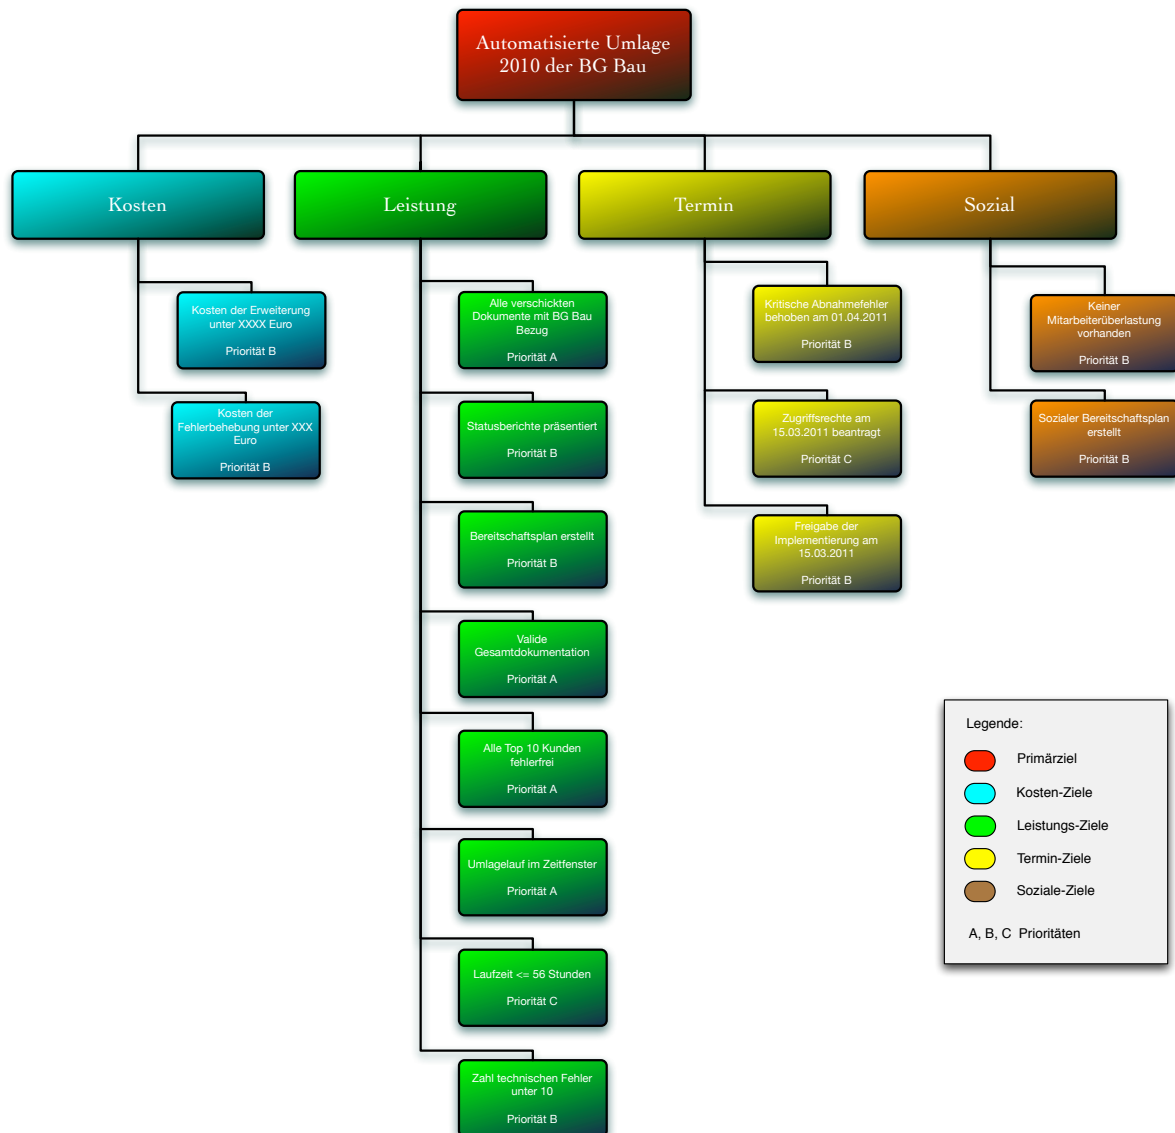 Automatisierte Umlage
2010 der BG Bau
Kosten
Leistung
Termin
Sozial
Kosten der Erweiterung
unter XXXX Euro
Priorität B
Kosten der
Fehlerbehebung unter XXX
Euro
Priorität B
Alle verschickten
Dokumente mit BG Bau
Bezug
Priorität A
Statusberichte präsentiert
Priorität B
Bereitschaftsplan erstellt
Priorität B
Valide
Gesamtdokumentation
Priorität A
Alle Top 10 Kunden
fehlerfrei
Priorität A
Umlagelauf im Zeitfenster
Priorität A
Laufzeit <= 56 Stunden
Priorität C
Zahl technischen Fehler
unter 10
Priorität B
Kritische Abnahmefehler
behoben am 01.04.2011
Priorität B
Zugriffsrechte am
15.03.2011 beantragt
Priorität C
Freigabe der
Implementierung am
15.03.2011
Priorität B
Keiner
Mitarbeiterüberlastung
vorhanden
Priorität B
Sozialer Bereitschaftsplan
erstellt
Priorität B
Legende:
Primärziel
Kosten-Ziele
Leistungs-Ziele
Termin-Ziele
Soziale-Ziele
A, B, C Prioritäten